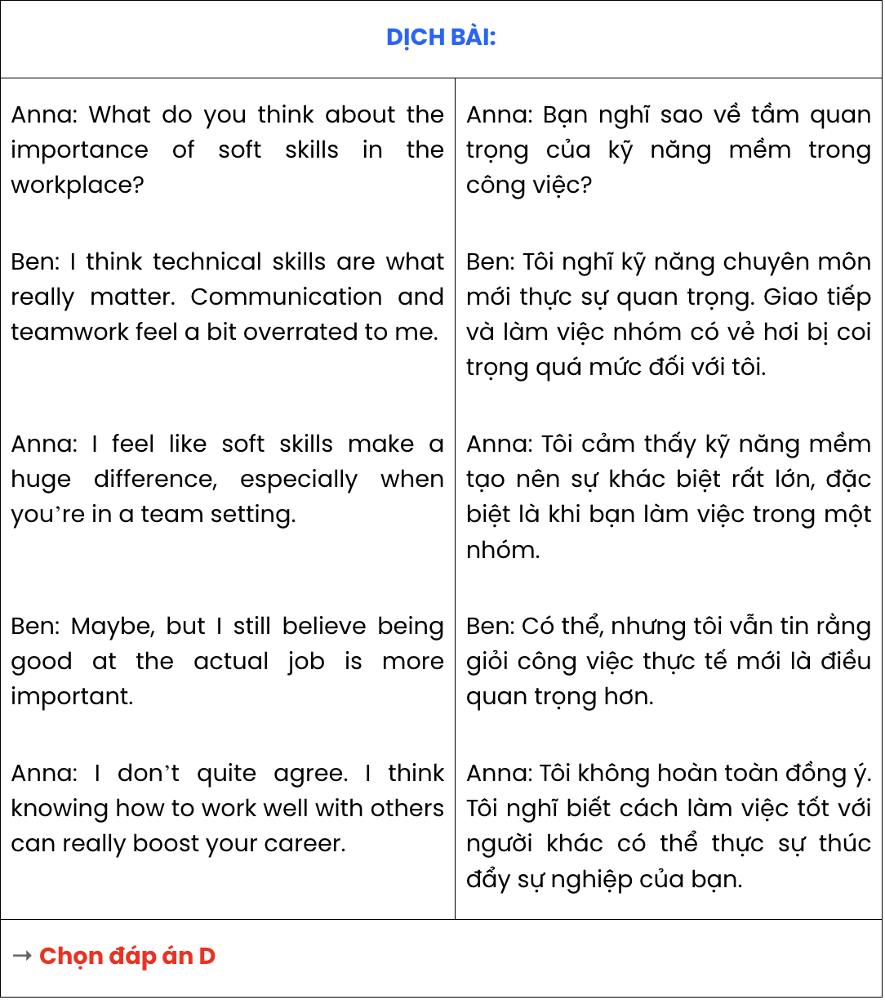 DỊCH BÀI:
Anna: What do you think about the
importance of soft skills in the
workplace?
Ben: I think technical skills are what
really matter. Communication and
teamwork feel a bit overrated to me.
Anna: I feel like soft skills make a
huge difference, especially when
you’re in a team setting.
Ben: Maybe, but I still believe being
good at the actual job is more
important.
Anna: I don’t quite agree. I think
knowing how to work well with others
can really boost your career.
Anna: Bạn nghĩ sao về tầm quan
trọng của kỹ năng mềm trong
công việc?
Ben: Tôi nghĩ kỹ năng chuyên môn
mới thực sự quan trọng. Giao tiếp
và làm việc nhóm có vẻ hơi bị coi
trọng quá mức đối với tôi.
Anna: Tôi cảm thấy kỹ năng mềm
tạo nên sự khác biệt rất lớn, đặc
biệt là khi bạn làm việc trong một
nhóm.
Ben: Có thể, nhưng tôi vẫn tin rằng
giỏi công việc thực tế mới là điều
quan trọng hơn.
Anna: Tôi không hoàn toàn đồng ý.
Tôi nghĩ biết cách làm việc tốt với
người khác có thể thực sự thúc
đẩy sự nghiệp của bạn.
→ Chọn đáp án D